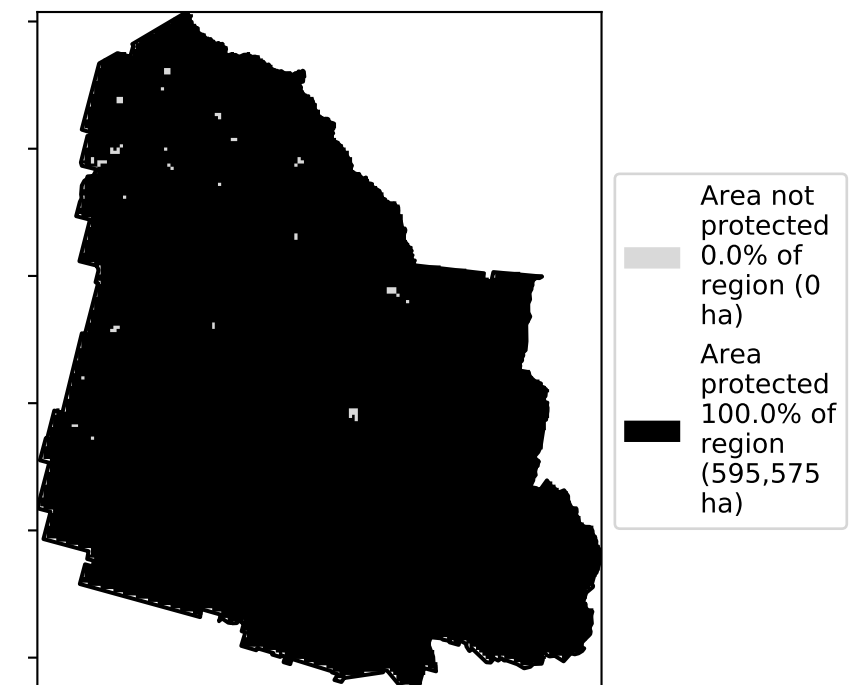 Area not
protected
0.0% of
region (0
ha)
Area
protected
100.0% of
region
(595,575
ha)